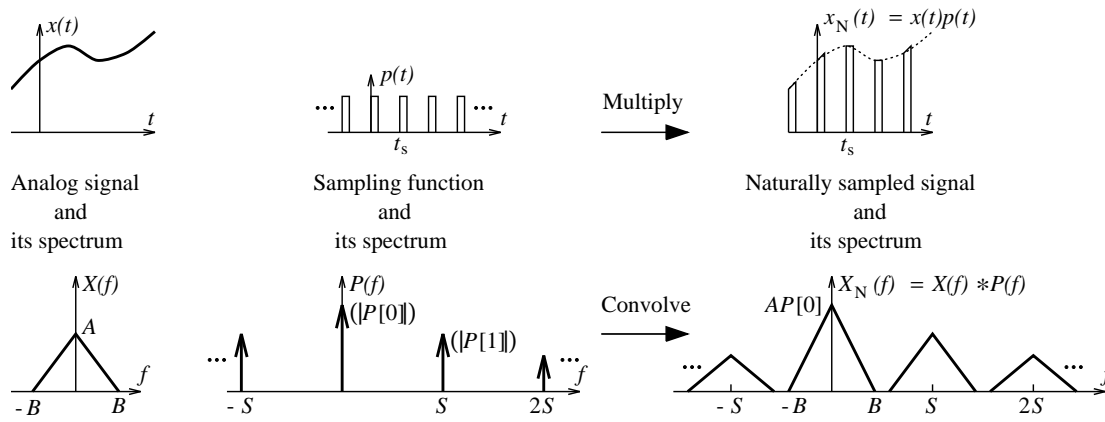 x(t)
t
Analog signal
and
its spectrum
X(f)
A
f
- B
B
p(t)
... ...
t
t_s
Sampling function
and
its spectrum
P(f)
(|P[0]|)
(|P[1]|)
... ...
f
- S
S
2S
Multiply
Convolve
x_N (t) = x(t)p(t)
t
t_s
Naturally sampled signal
and
its spectrum
X_N (f) = X(f) *P(f)
AP[0]
... ...
f
- S
-B
B
S
2S